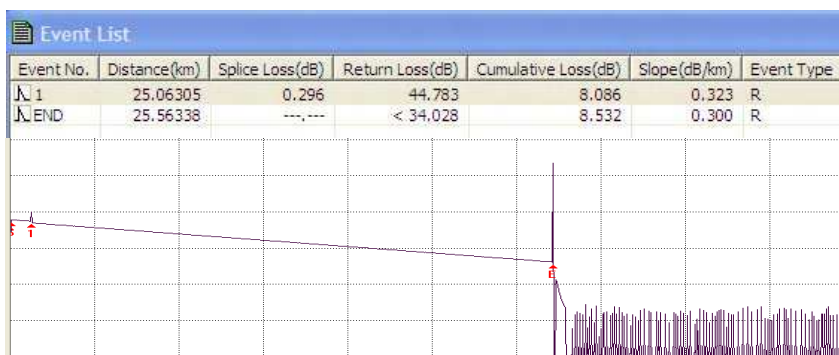 Event List
Event No. Distance(km) Splice Loss(dB) Return Loss(dB) Cumulative Loss(dB) Slope(dB/km) Event Type
1 25.06305 0.296 44.783 8.086 0.323 R
END 25.56338 ---.--- < 34.028 8.532 0.300 R
S 1
E